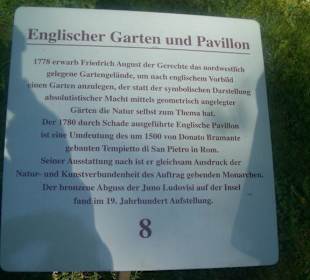 Englischer Garten und Pavillon
1778 erwarb Friedrich August der Gerechte das nordwestlich
gelegene Gartengelände, um nach englischem Vorbild
einen Garten anzulegen, der statt der symbolischen Darstellung
absolutistischer Macht mittels geometrisch angelegter
Gärten die Natur selbst zum Thema hat.
Der 1780 durch Schade ausgeführte Englische Pavillon
ist eine Umdeutung des um 1500 von Donato Bramante
gebauten Tempietto di San Pietro in Rom.
Seiner Ausstattung nach ist er gleichsam Ausdruck der
Natur- und Kunstverbundenheit des Auftrag gebenden Monarchen.
Der bronzene Abguss der Juno Ludovisi auf der Insel
fand im 19. Jahrhundert Aufstellung.
8